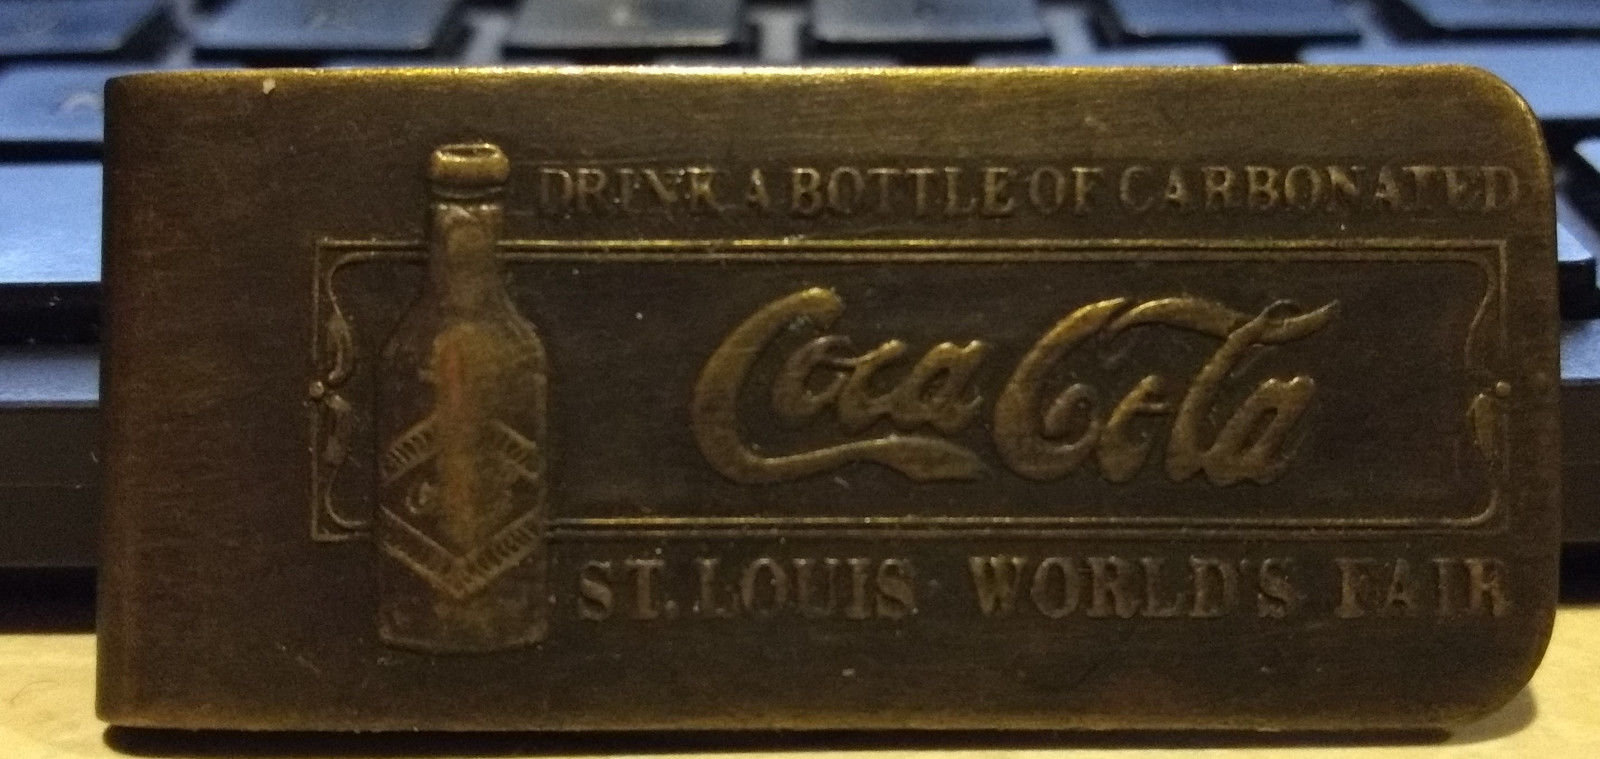 DRINK A BOTTLE OF CARBONATED
Coca Cola
ST. LOUIS WORLD'S FAIR